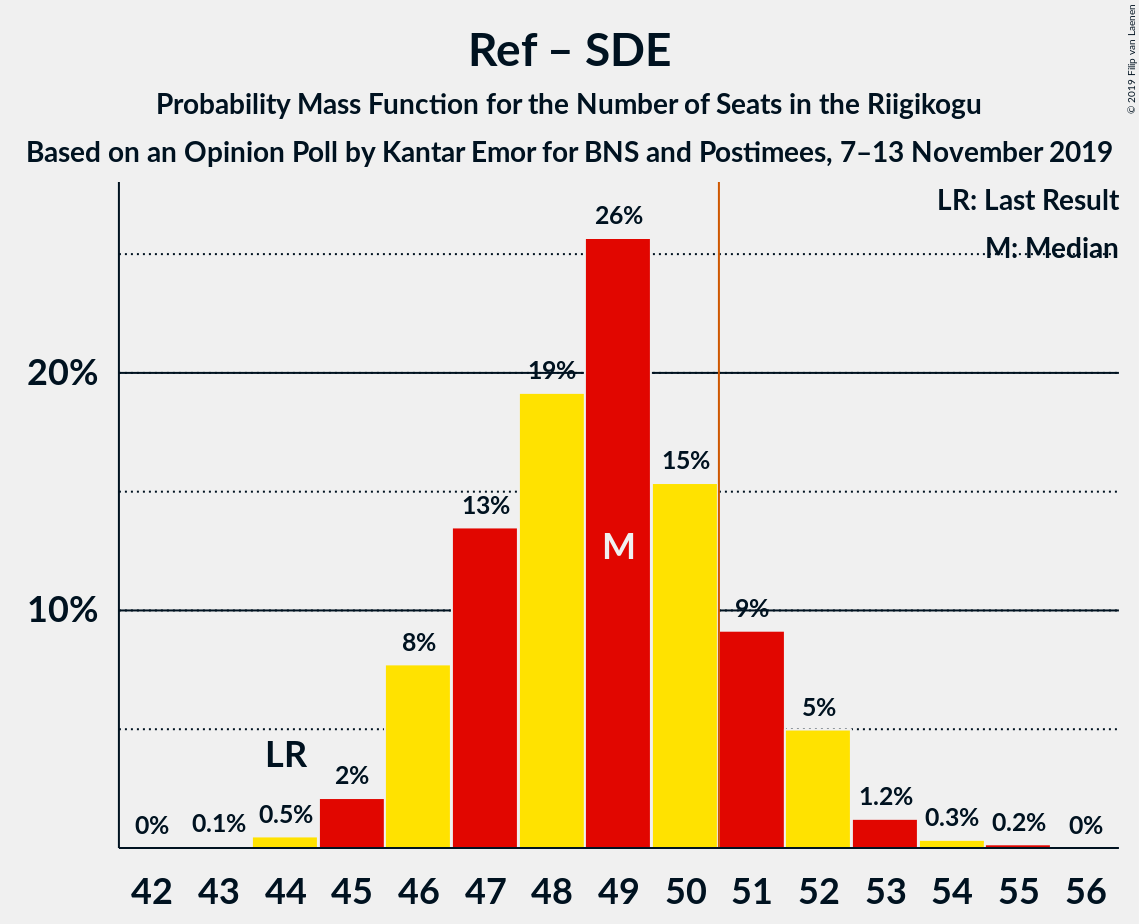 Ref – SDE
Probability Mass Function for the Number of Seats in the Riigikogu
Based on an Opinion Poll by Kantar Emor for BNS and Postimees, 7–13 November 2019
© 2019 Filip van Laenen
LR: Last Result
M: Median
26%
20%
19%
15%
13%
M
10%
9%
8%
5%
LR
2%
1.2%
0.5%
0.3%
0.2%
0.1%
0%
0%
42 43 44 45 46 47 48 49 50 51 52 53 54 55 56